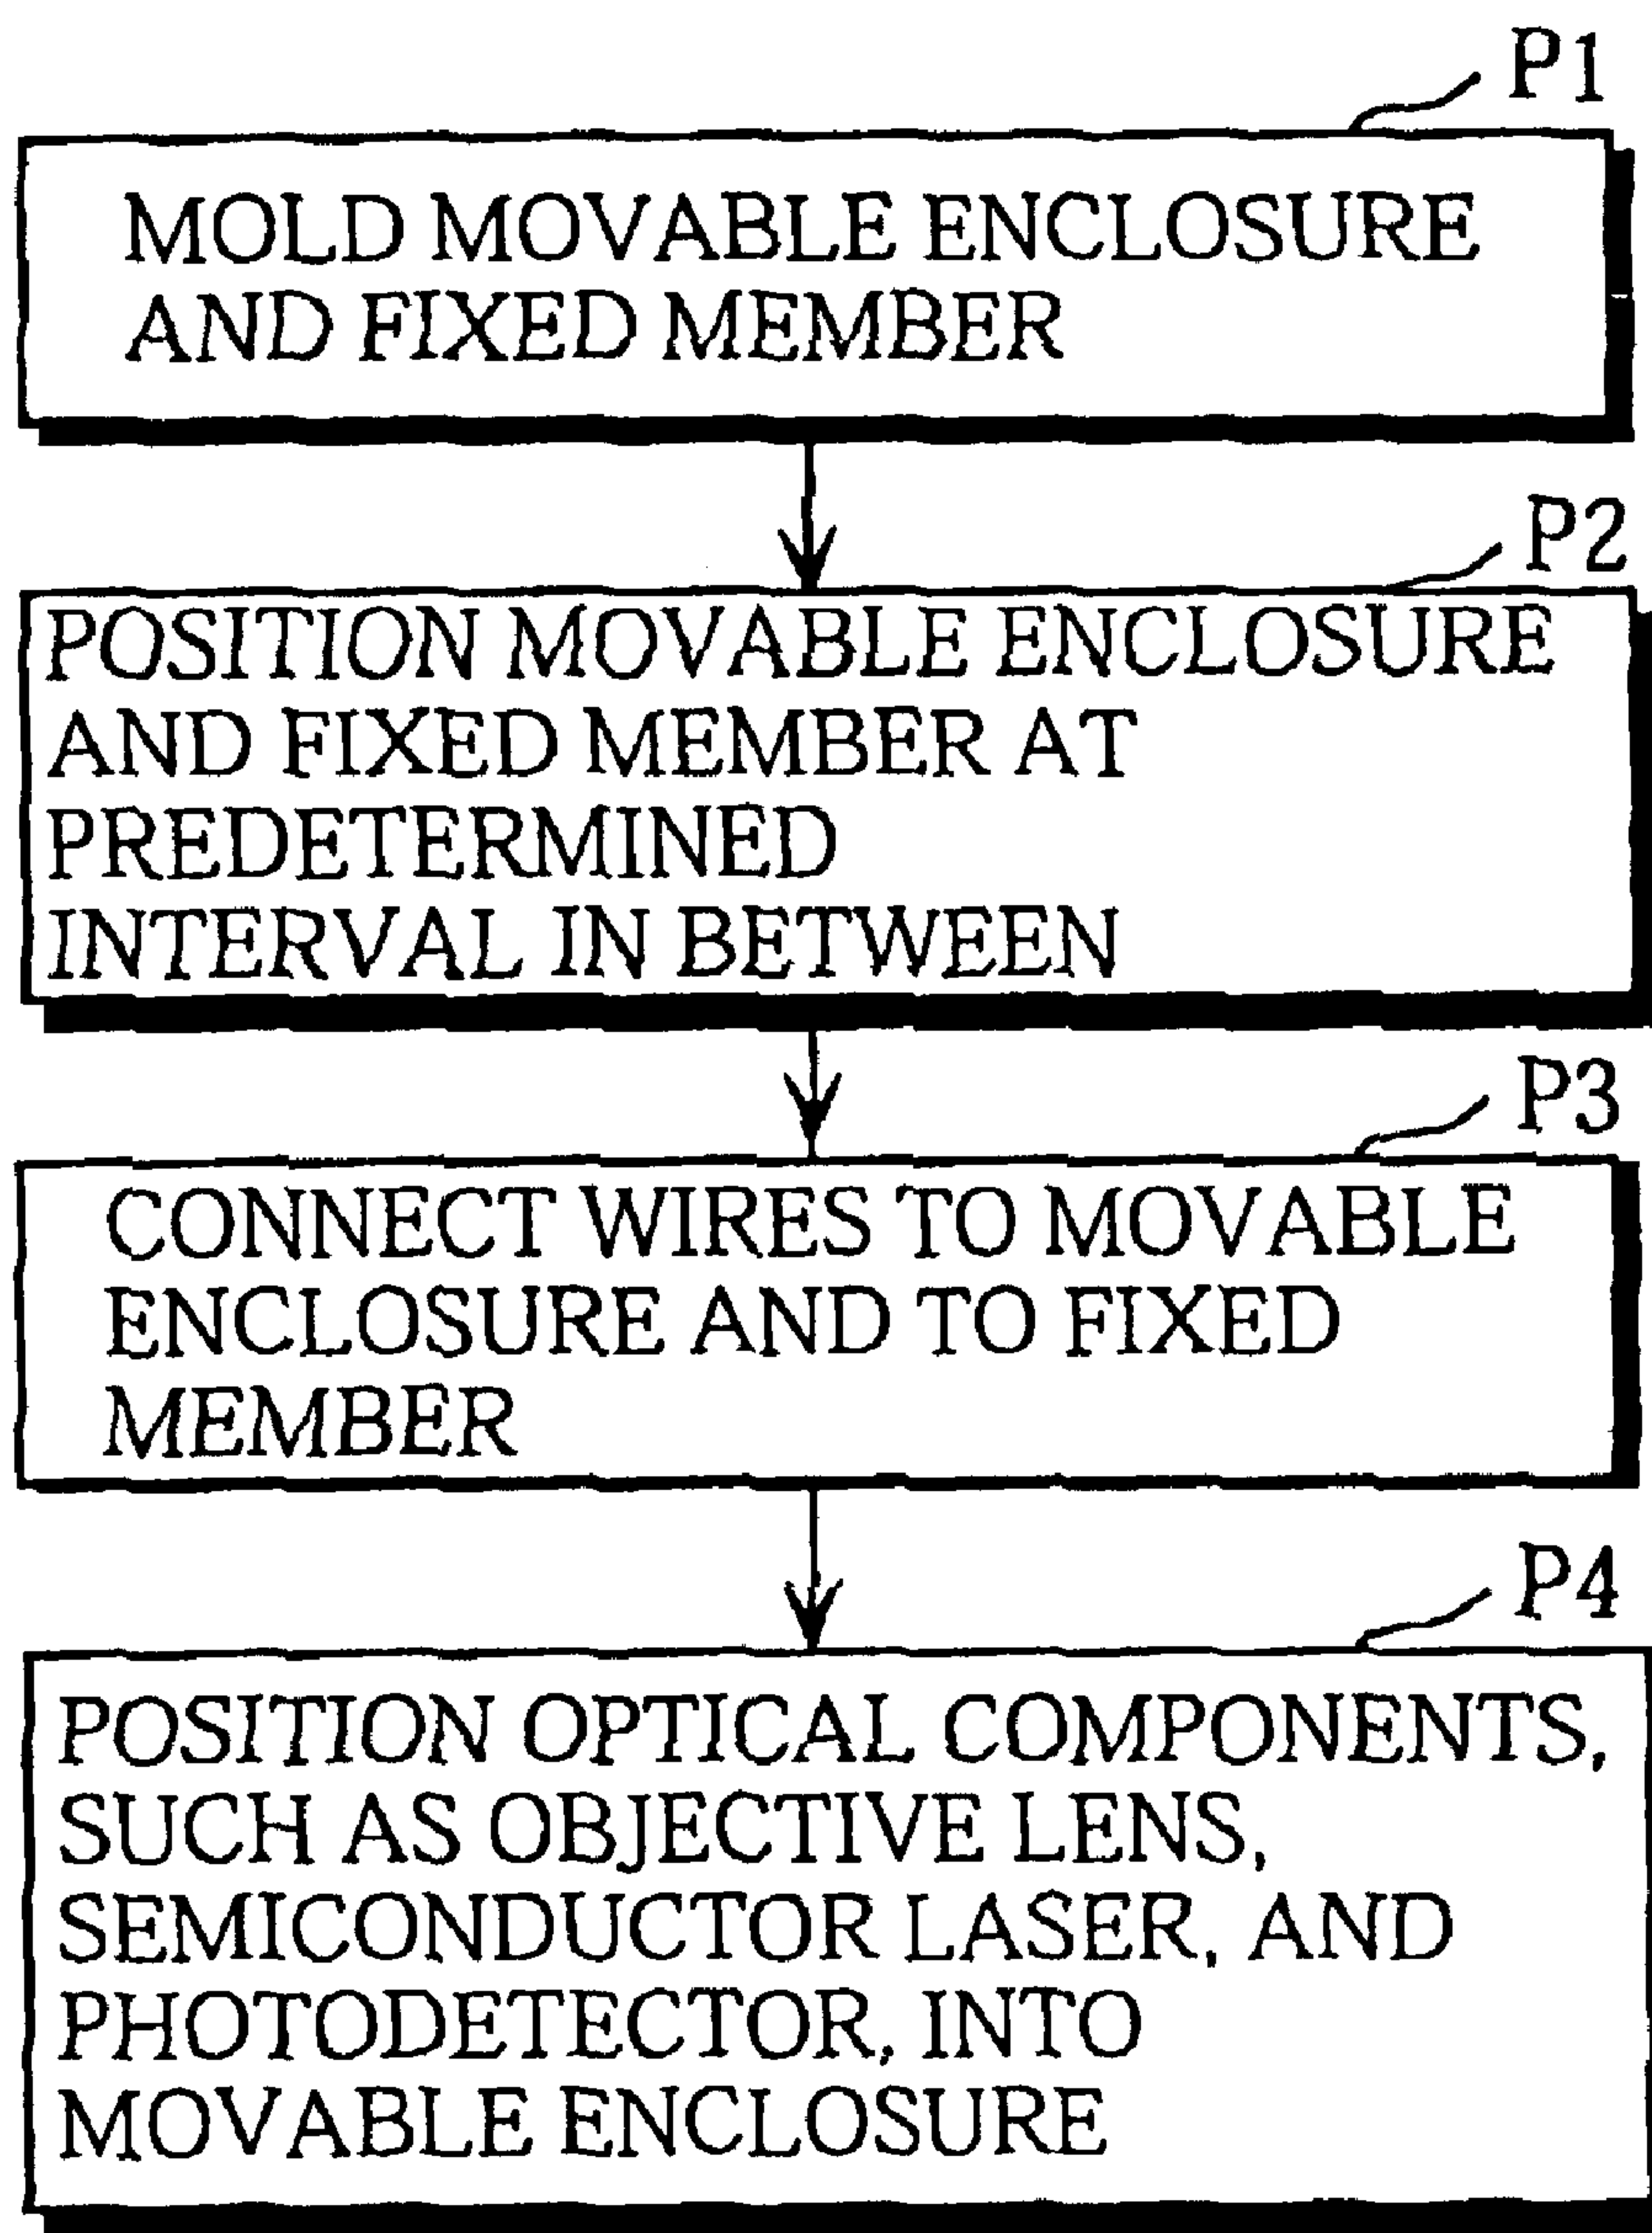 P1
MOLD MOVABLE ENCLOSURE
AND FIXED MEMBER
P2
POSITION MOVABLE ENCLOSURE
AND FIXED MEMBER AT
PREDETERMINED
INTERVAL IN BETWEEN
P3
CONNECT WIRES TO MOVABLE
ENCLOSURE AND TO FIXED
MEMBER
P4
POSITION OPTICAL COMPONENTS,
SUCH AS OBJECTIVE LENS,
SEMICONDUCTOR LASER, AND
PHOTODETECTOR, INTO
MOVABLE ENCLOSURE